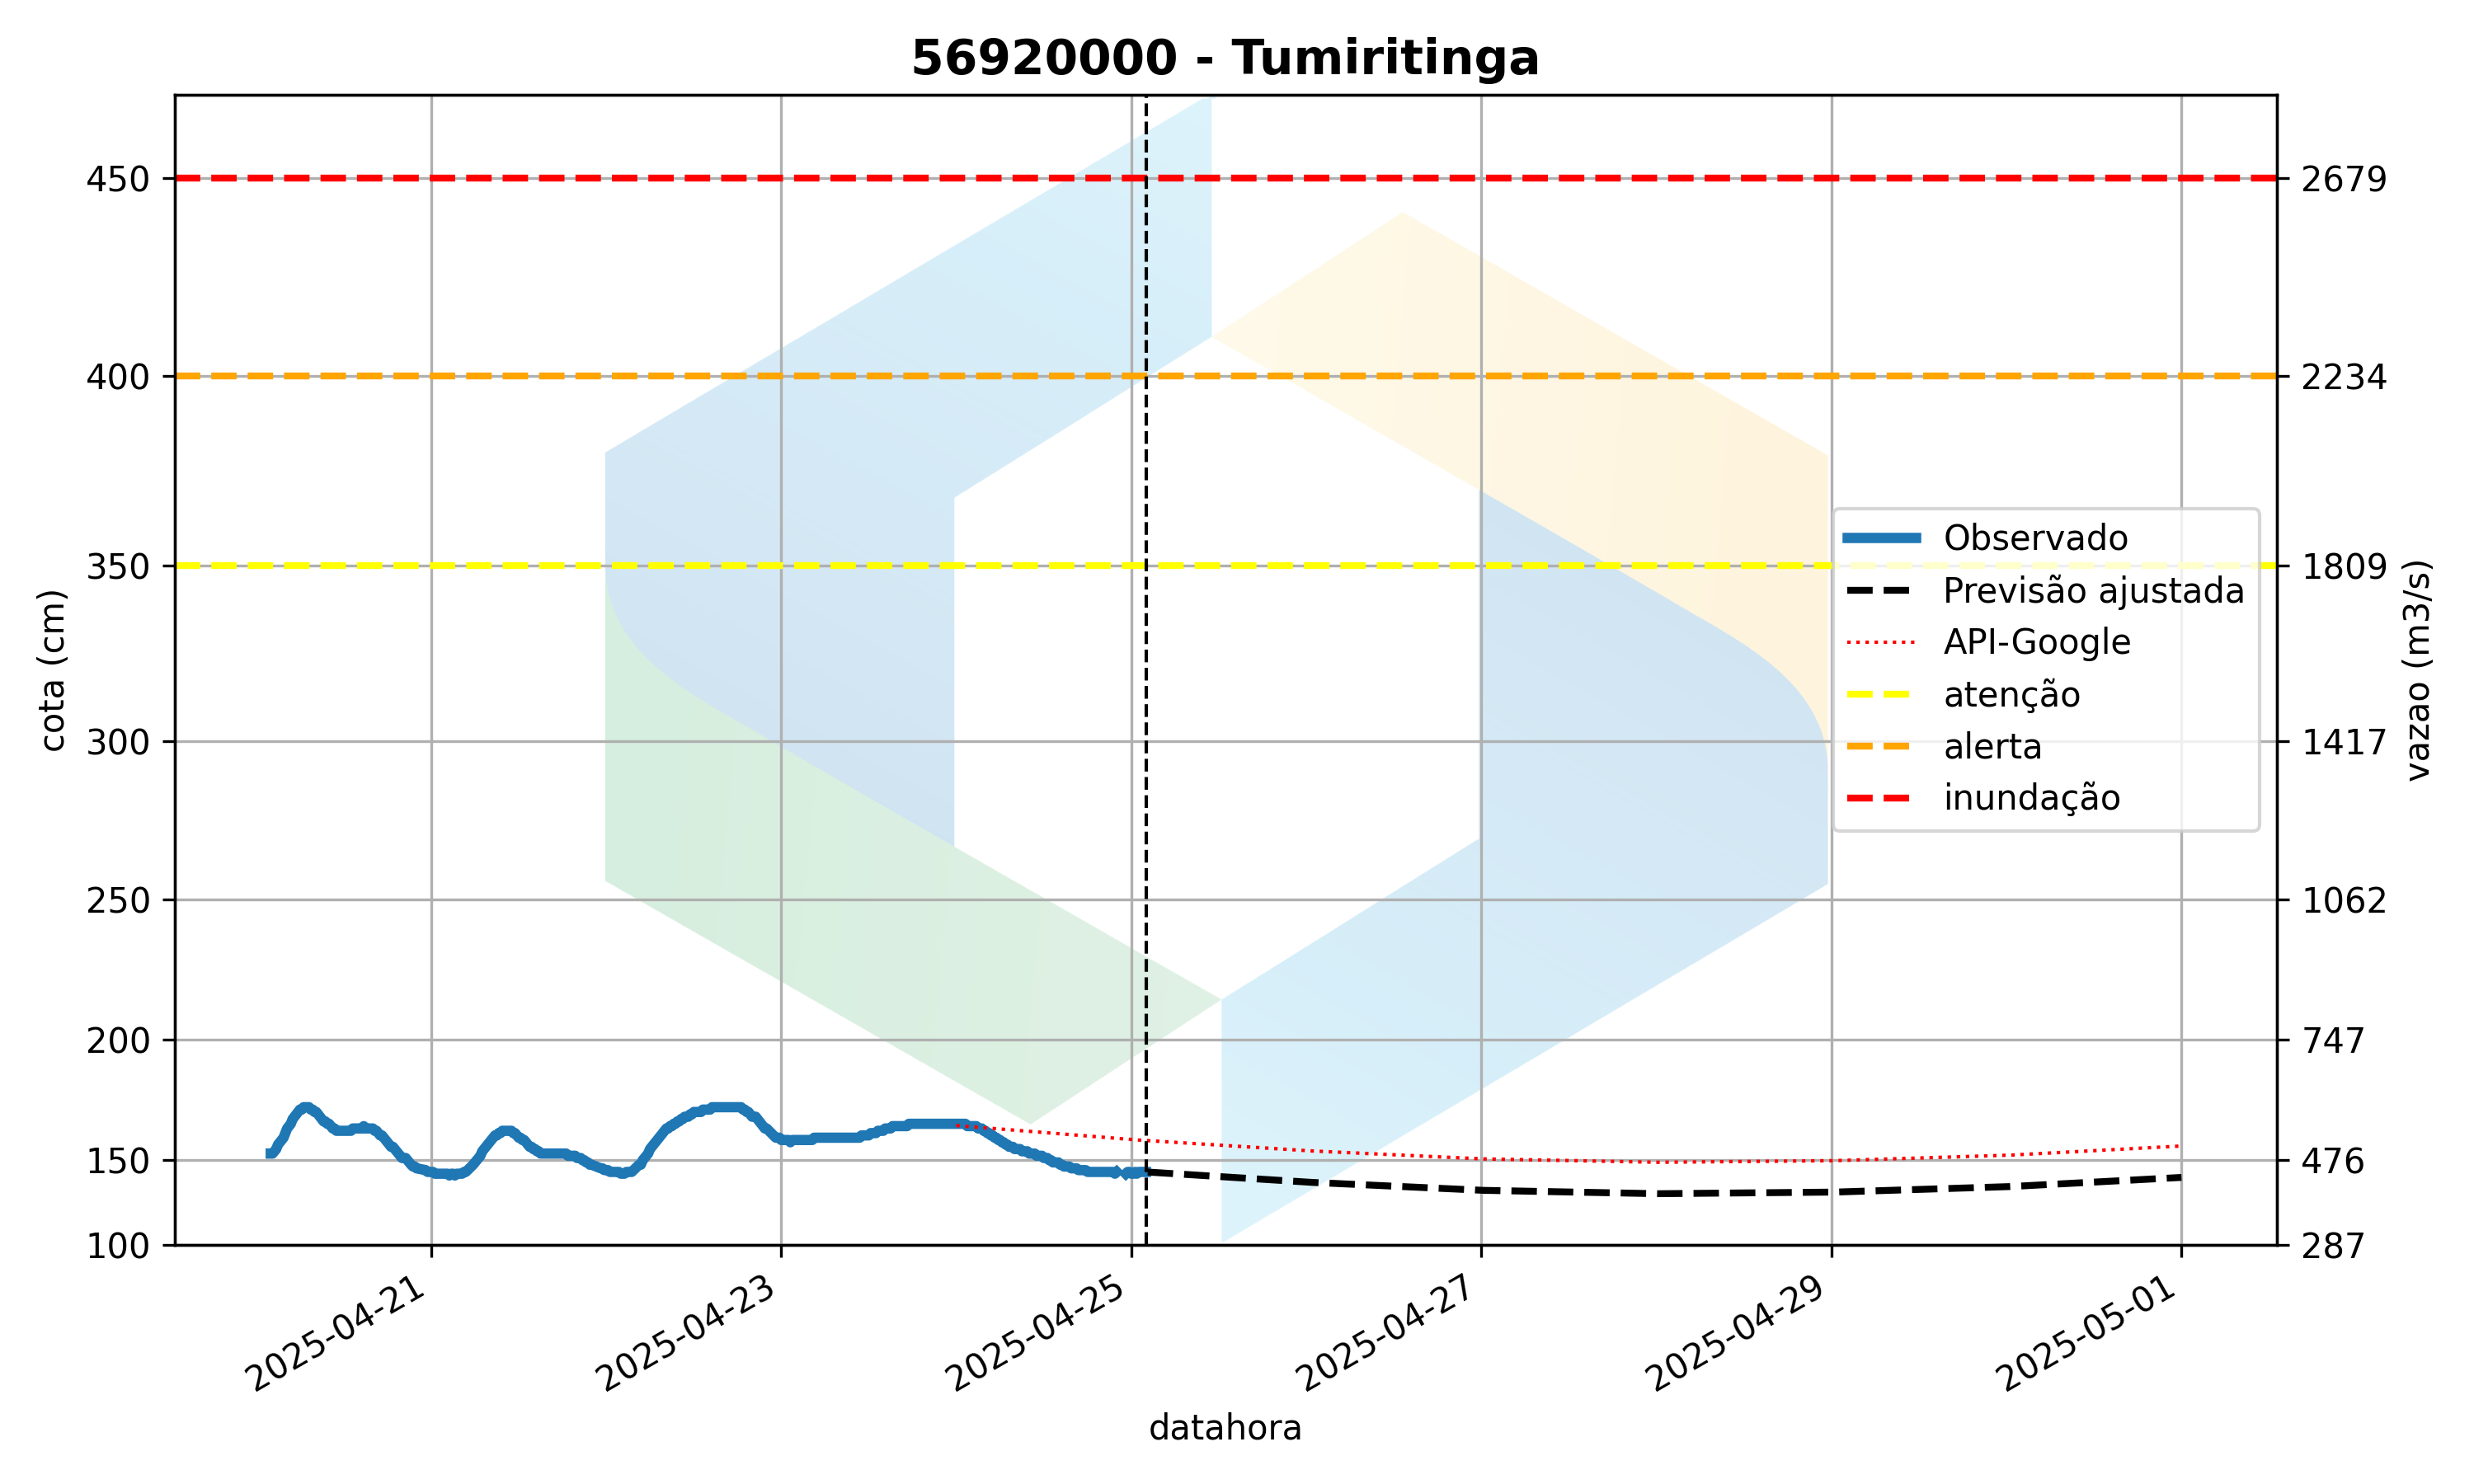 56920000 - Tumiritinga
450
400
350
300
250
200
150
100
cota (cm)
2679
2234
1809
1417
1062
747
476
287
vazao (m3/s)
Observado
Previsão ajustada
API-Google
atenção
alerta
inundação
2025-04-21
2025-04-23
2025-04-25
2025-04-27
2025-04-29
2025-05-01
datahora